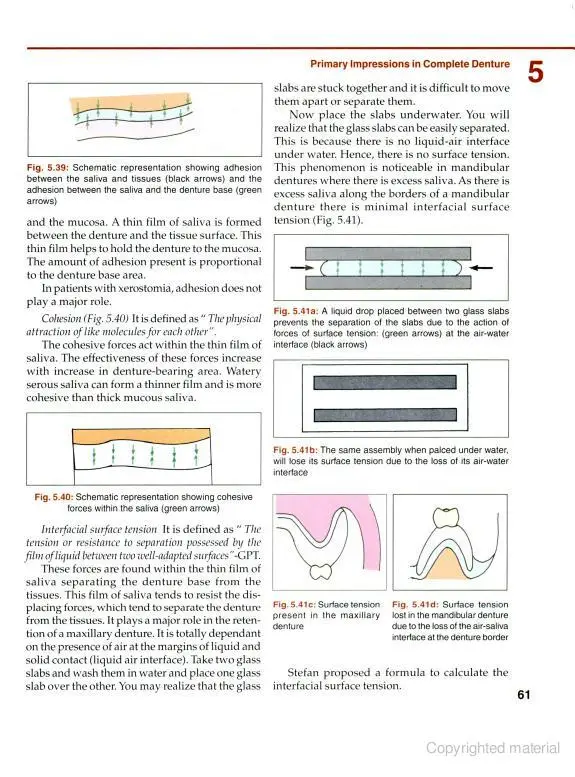 Primary Impressions in Complete Denture
5
Fig. 5.39: Schematic representation showing adhesion
between the saliva and tissues (black arrows) and the
adhesion between the saliva and the denture base (green
arrows)
and the mucosa. A thin film of saliva is formed
between the denture and the tissue surface. This
thin film helps to hold the denture to the mucosa.
The amount of adhesion present is proportional
to the denture base area.
In patients with xerostomia, adhesion does not
play a major role.
Cohesion (Fig. 5.40) It is defined as “ The physical
attraction of like molecules for each other”.
The cohesive forces act within the thin film of
saliva. The effectiveness of these forces increase
with increase in denture-bearing area. Watery
serous saliva can form a thinner film and is more
cohesive than thick mucous saliva.
Fig. 5.40: Schematic representation showing cohesive
forces within the saliva (green arrows)
Interfacial surface tension It is defined as “ The
tension or resistance to separation possessed by the
film of liquid between two well-adapted surfaces”-GPT.
These forces are found within the thin film of
saliva separating the denture base from the
tissues. This film of saliva tends to resist the dis-
placing forces, which tend to separate the denture
from the tissues. It plays a major role in the reten-
tion of a maxillary denture. It is totally dependant
on the presence of air at the margins of liquid and
solid contact (liquid air interface). Take two glass
slabs and wash them in water and place one glass
slab over the other. You may realize that the glass
slabs are stuck together and it is difficult to move
them apart or separate them.
Now place the slabs underwater. You will
realize that the glass slabs can be easily separated.
This is because there is no liquid-air interface
under water. Hence, there is no surface tension.
This phenomenon is noticeable in mandibular
dentures where there is excess saliva. As there is
excess saliva along the borders of a mandibular
denture there is minimal interfacial surface
tension (Fig. 5.41).
Fig. 5.41a: A liquid drop placed between two glass slabs
prevents the separation of the slabs due to the action of
forces of surface tension: (green arrows) at the air-water
interface (black arrows)
Fig. 5.41b: The same assembly when palced under water,
will lose its surface tension due to the loss of its air-water
interface
Fig. 5.41c: Surface tension
present in the maxillary
denture
Fig. 5.41d: Surface tension
lost in the mandibular denture
due to the loss of the air-saliva
interface at the denture border
Stefan proposed a formula to calculate the
interfacial surface tension.
61
Copyrighted material